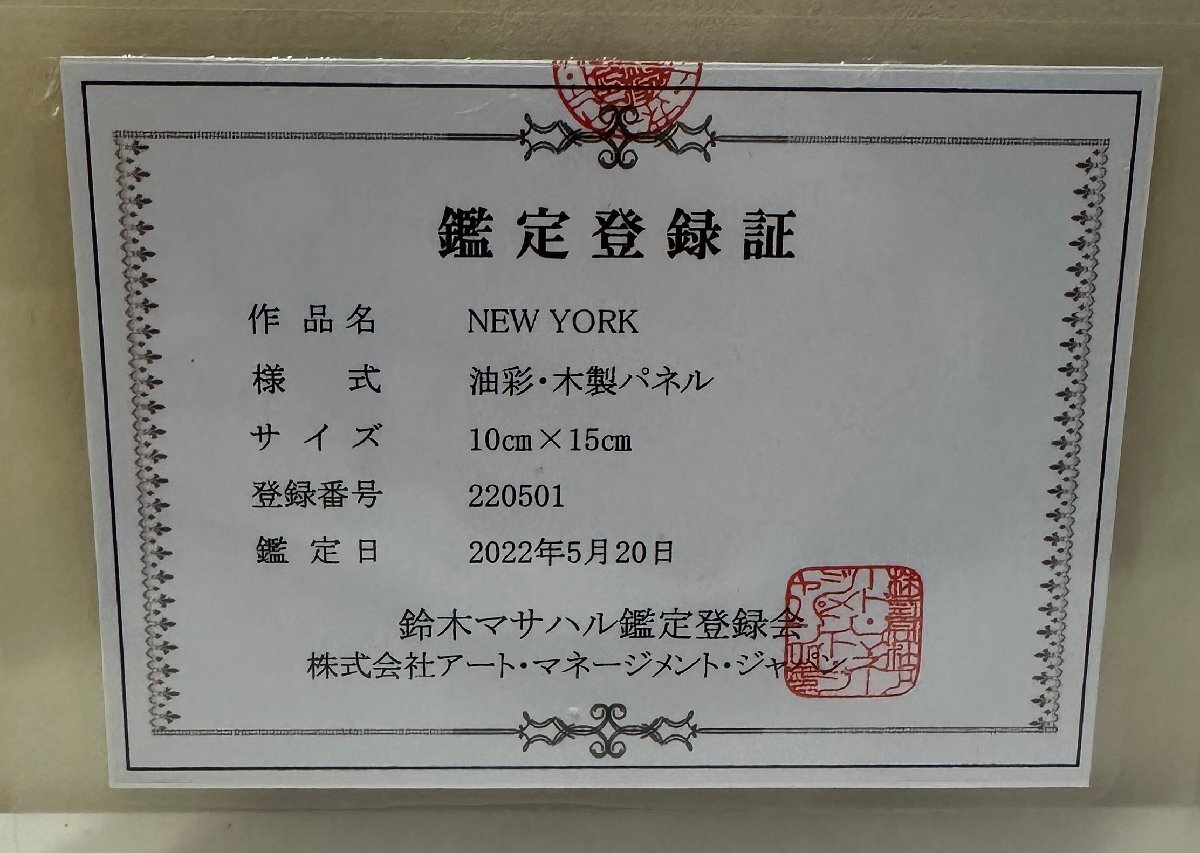 鑑定登録証
作品名 NEW YORK
様式 油彩・木製パネル
サイズ 10㎝×15㎝
登録番号 220501
鑑定日 2022年5月20日
鈴木マサハル鑑定登録会
株式会社アート・マネージメント・ジャパン